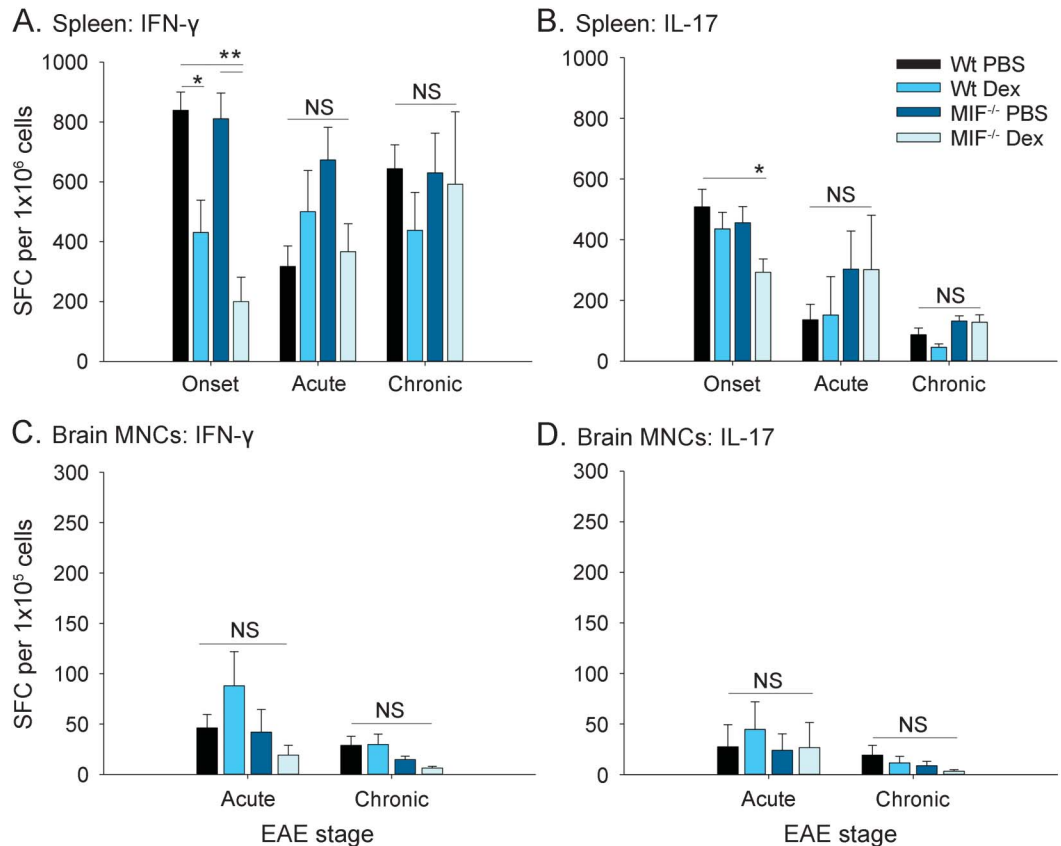 A. Spleen: IFN-γ
SFC per 1x10⁶ cells
1000
800
600
400
200
0
*
**
NS
NS
Onset Acute Chronic
B. Spleen: IL-17
1000
800
600
400
200
0
Wt PBS
Wt Dex
MIF⁻/⁻ PBS
MIF⁻/⁻ Dex
*
NS
NS
Onset Acute Chronic
C. Brain MNCs: IFN-γ
SFC per 1x10⁵ cells
300
250
200
150
100
50
0
NS
NS
Acute Chronic
EAE stage
D. Brain MNCs: IL-17
300
250
200
150
100
50
0
NS
NS
Acute Chronic
EAE stage